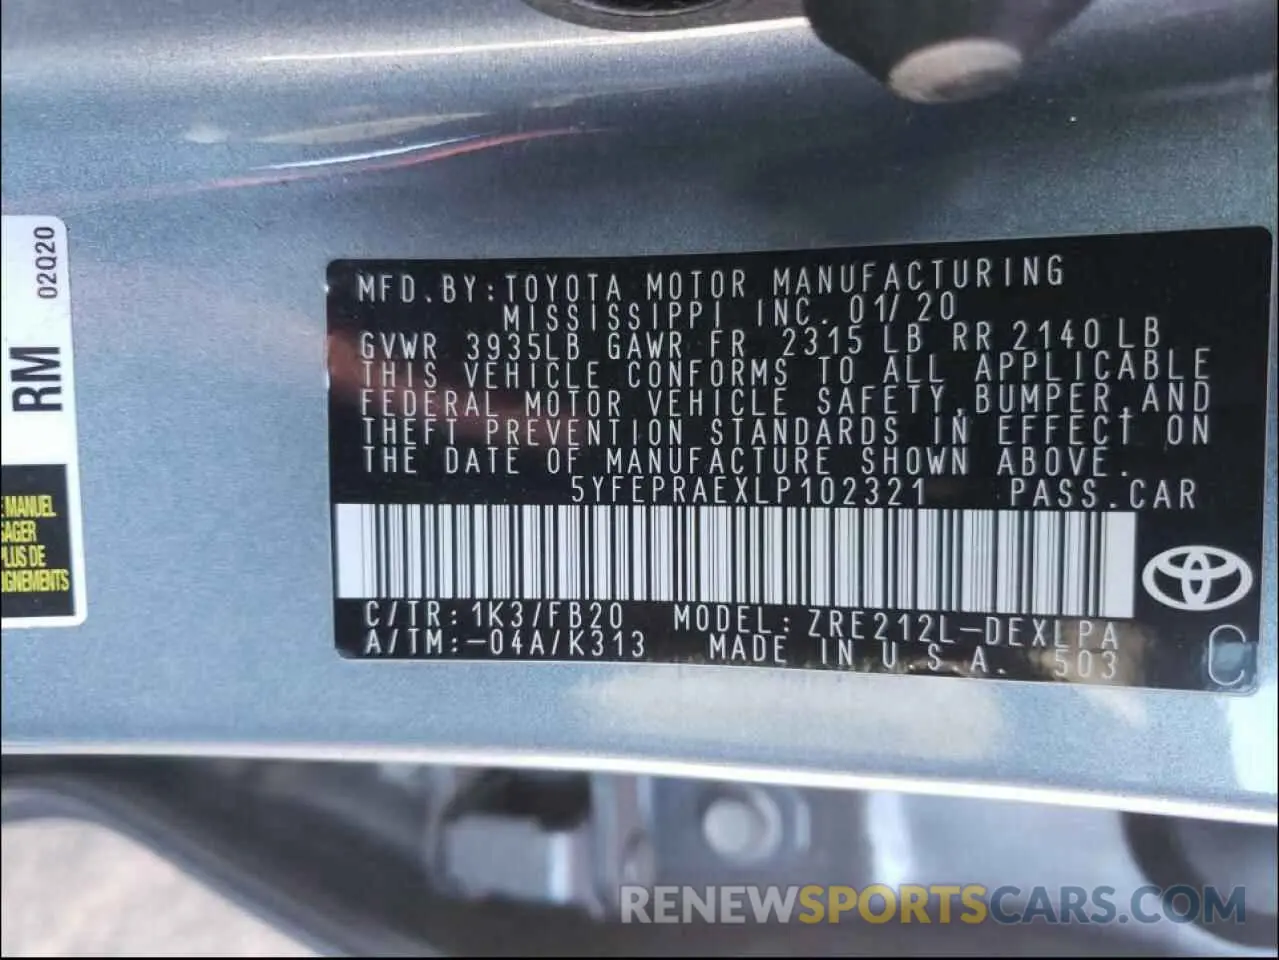 02Q20
RM
MANUEL
PLUS DE
MFD.BY:TOYOTA MOTOR MANUFACTURING
MISSISSIPPI INC. 01/20
GVWR 3935LB GAWR FR 2315 LB RR 2140 LB
THIS VEHICLE CONFORMS TO ALL APPLICABLE
FEDERAL MOTOR VEHICLE SAFETY,BUMPER,AND
THEFT PREVENTION STANDARDS IN EFFECT ON
THE DATE OF MANUFACTURE SHOWN ABOVE.
5YFEPRAEXLP102321 PASS.CAR
C/TR:1K3/FB20 MODEL:ZRE212L-DEXLPA
A/TM:-04A/K313 MADE IN U.S.A. 503
C
RENEWSPORTSCARS.COM